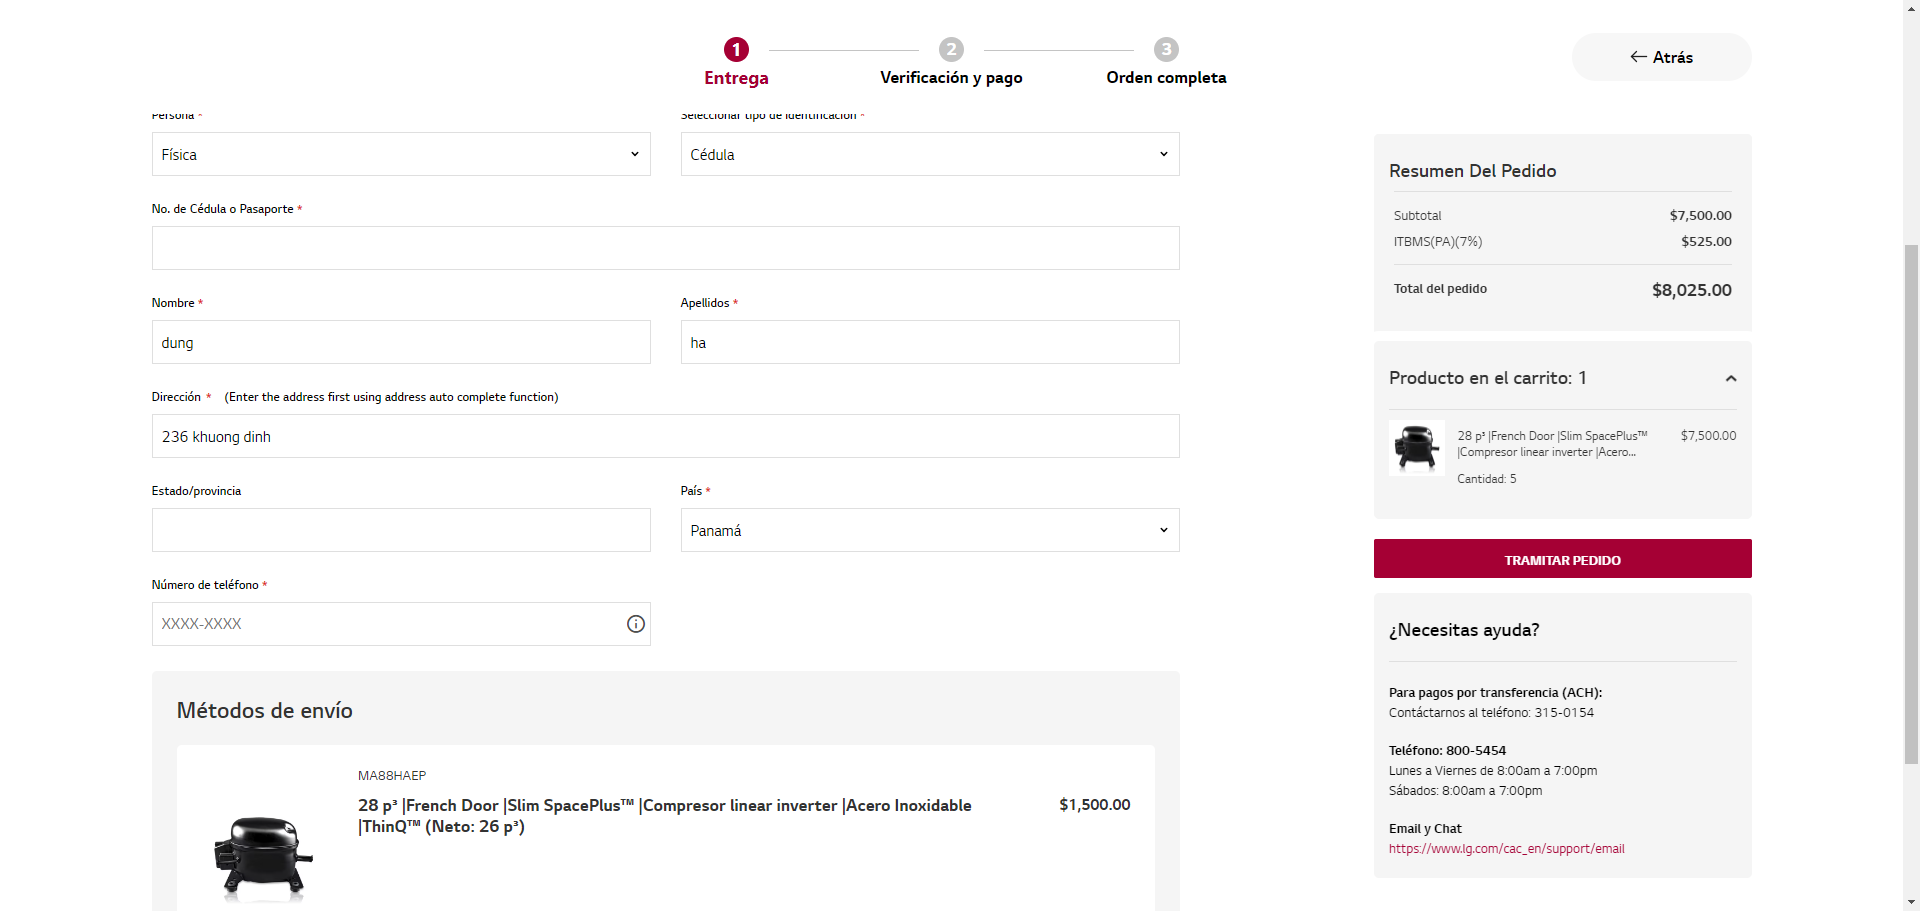 1
2
3
Entrega
Verificación y pago
Orden completa
← Atrás
Persona *
Seleccionar tipo de identificación *
Física
Cédula
No. de Cédula o Pasaporte *
Nombre *
Apellidos *
dung
ha
Dirección * (Enter the address first using address auto complete function)
236 khuong dinh
Estado/provincia
País *
Panamá
Número de teléfono *
XXXX-XXXX
Métodos de envío
MA88HAEP
28 p³ |French Door |Slim SpacePlus™ |Compresor linear inverter |Acero Inoxidable
|ThinQ™ (Neto: 26 p³)
$1,500.00
Resumen Del Pedido
Subtotal $7,500.00
ITBMS(PA)(7%) $525.00
Total del pedido $8,025.00
Producto en el carrito: 1
28 p³ |French Door |Slim SpacePlus™ $7,500.00
|Compresor linear inverter |Acero...
Cantidad: 5
TRAMITAR PEDIDO
¿Necesitas ayuda?
Para pagos por transferencia (ACH):
Contáctarnos al teléfono: 315-0154
Teléfono: 800-5454
Lunes a Viernes de 8:00am a 7:00pm
Sábados: 8:00am a 7:00pm
Email y Chat
https://www.lg.com/cac_en/support/email